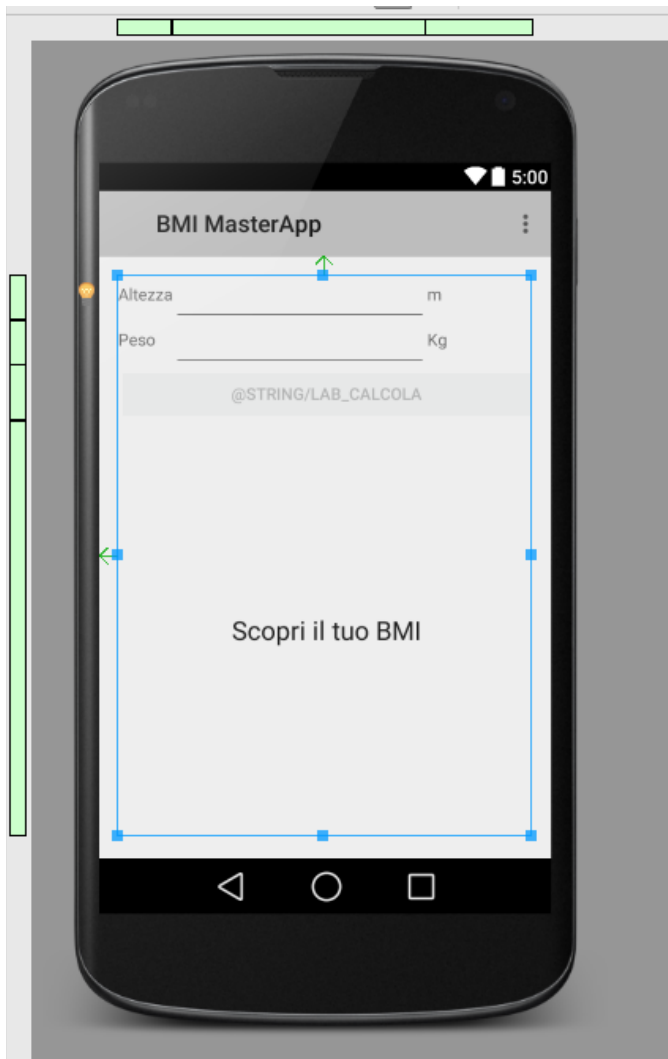 5:00
BMI MasterApp
Altezza m
Peso Kg
@STRING/LAB_CALCOLA
Scopri il tuo BMI